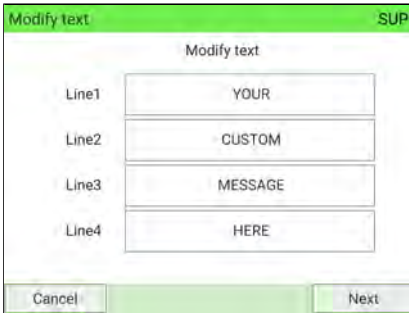 Modify text SUP
Modify text
Line1 YOUR
Line2 CUSTOM
Line3 MESSAGE
Line4 HERE
Cancel Next